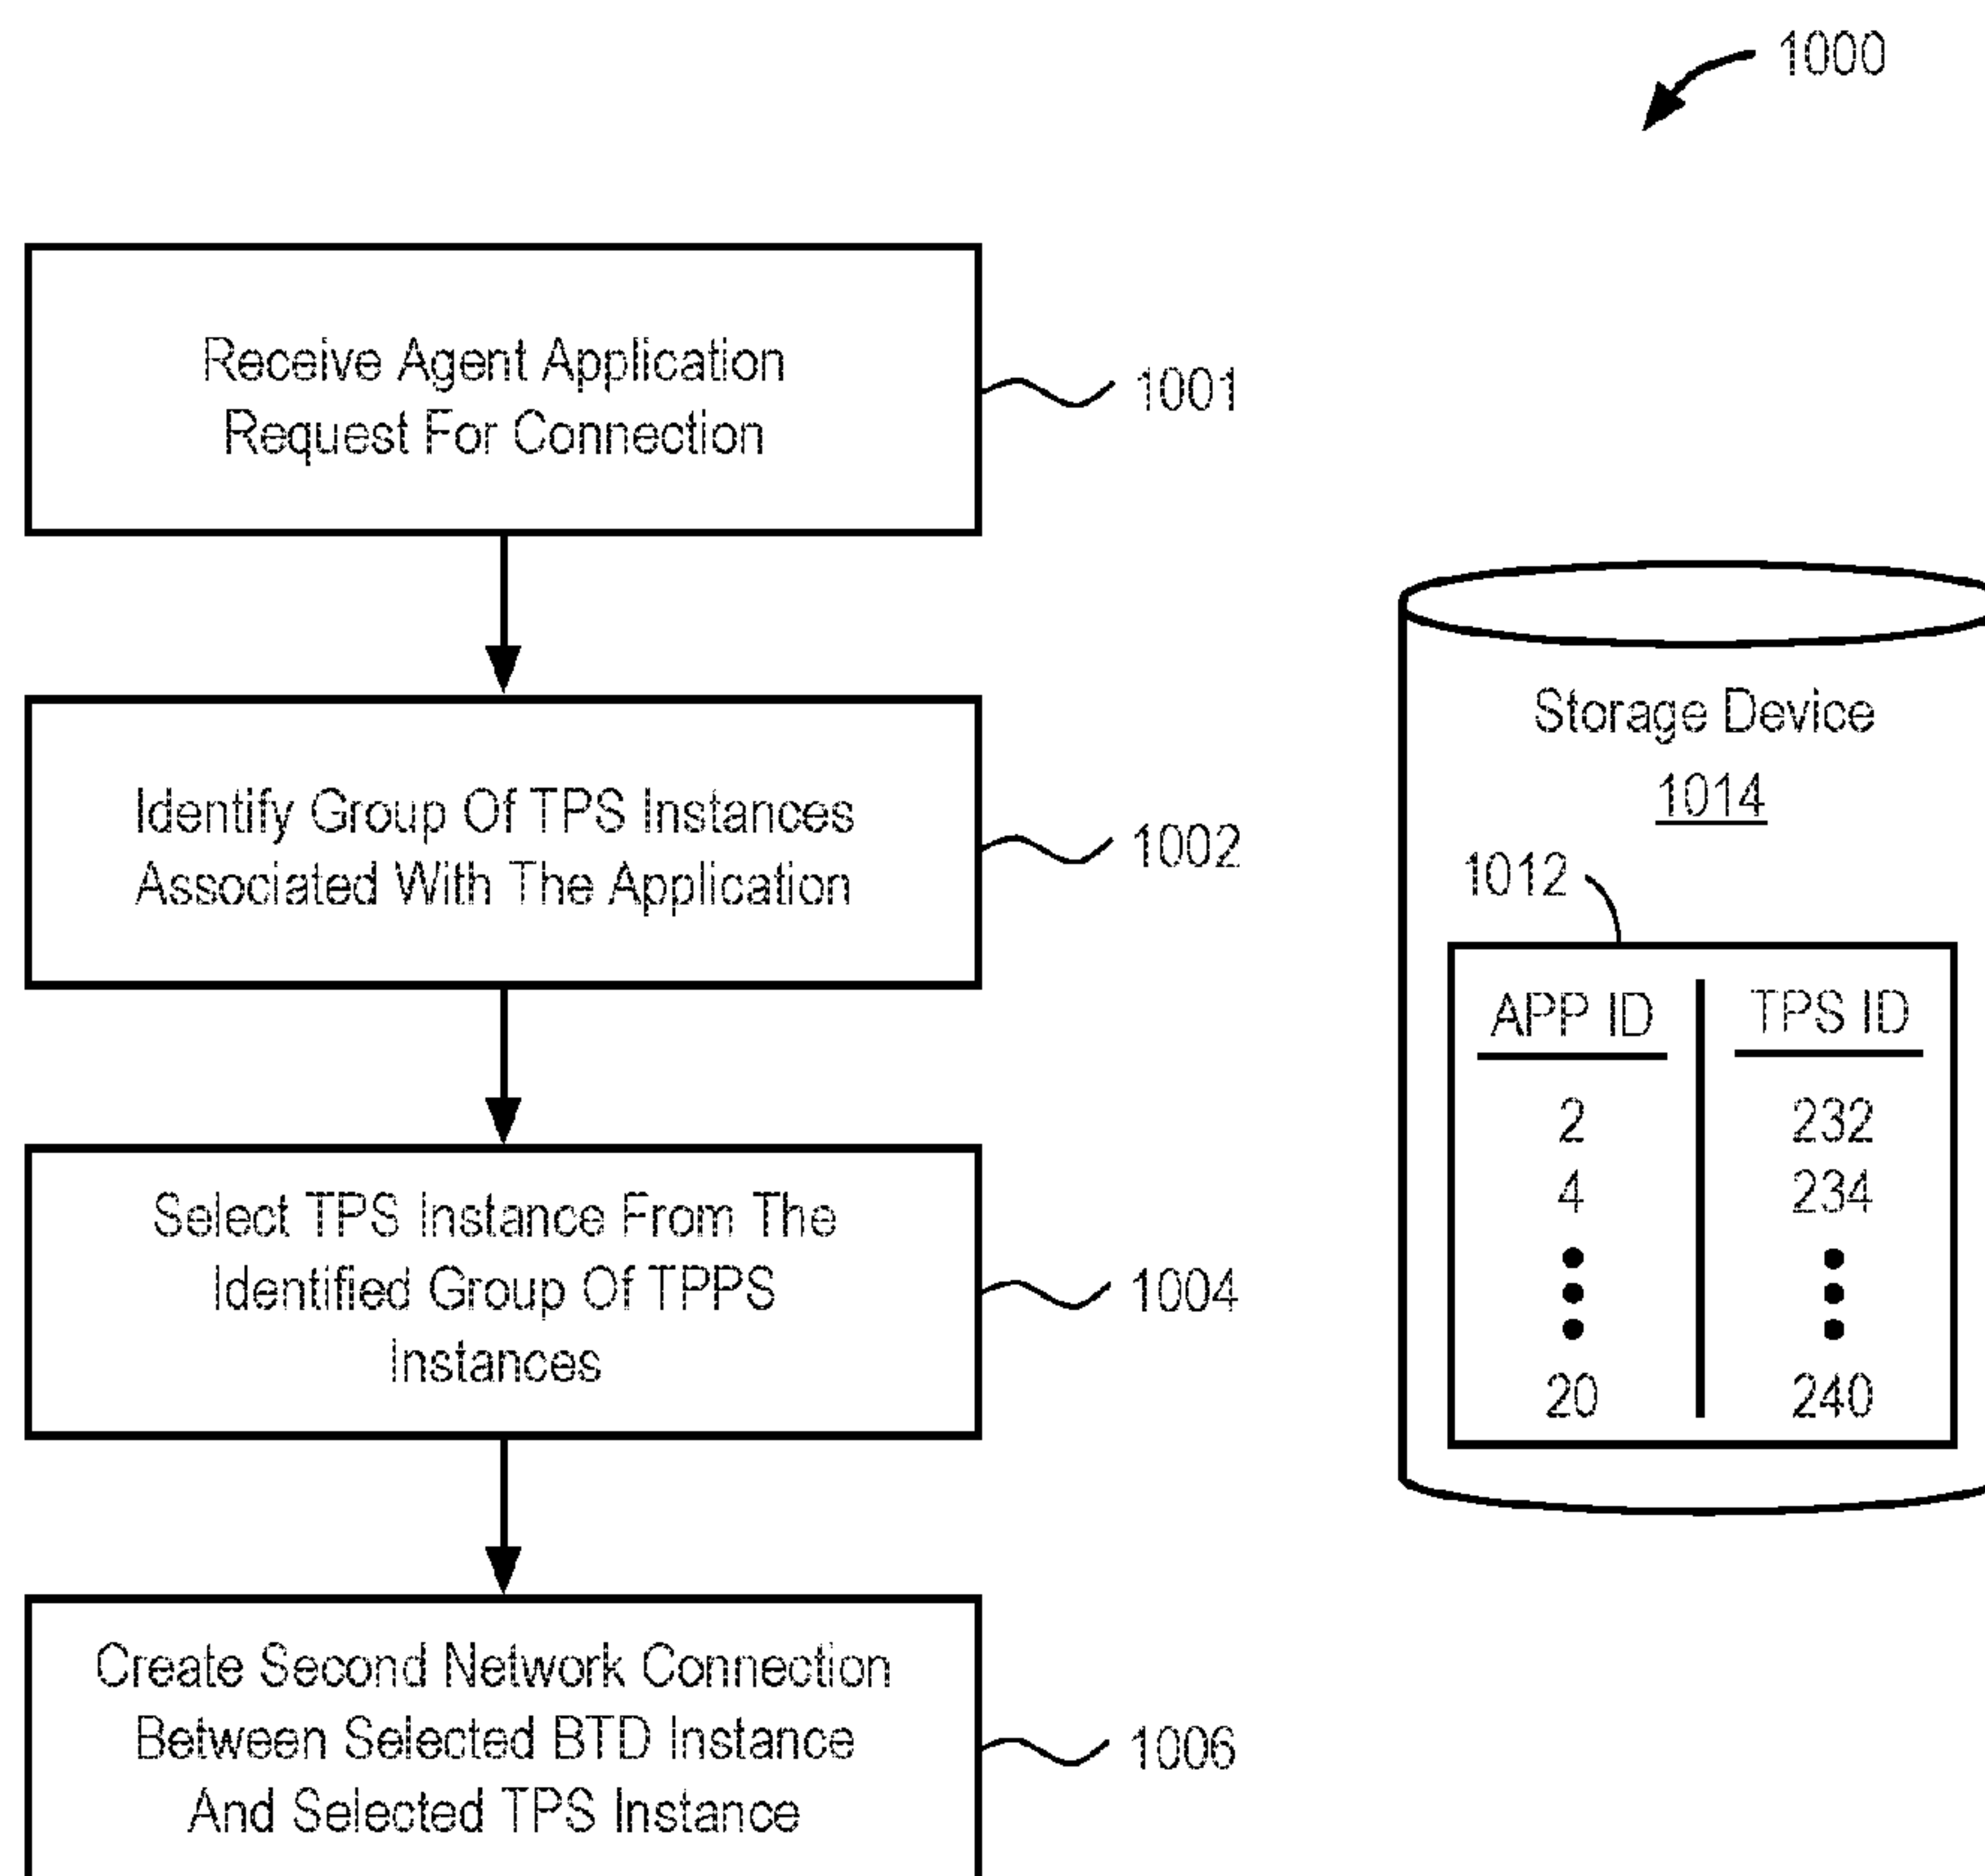 1000
Receive Agent Application
Request For Connection
1001
Identify Group Of TPS Instances
Associated With The Application
1002
Select TPS Instance From The
Identified Group Of TPPS
Instances
1004
Create Second Network Connection
Between Selected BTD Instance
And Selected TPS Instance
1006
Storage Device
1014
1012
APP ID TPS ID
2 232
4 234
20 240